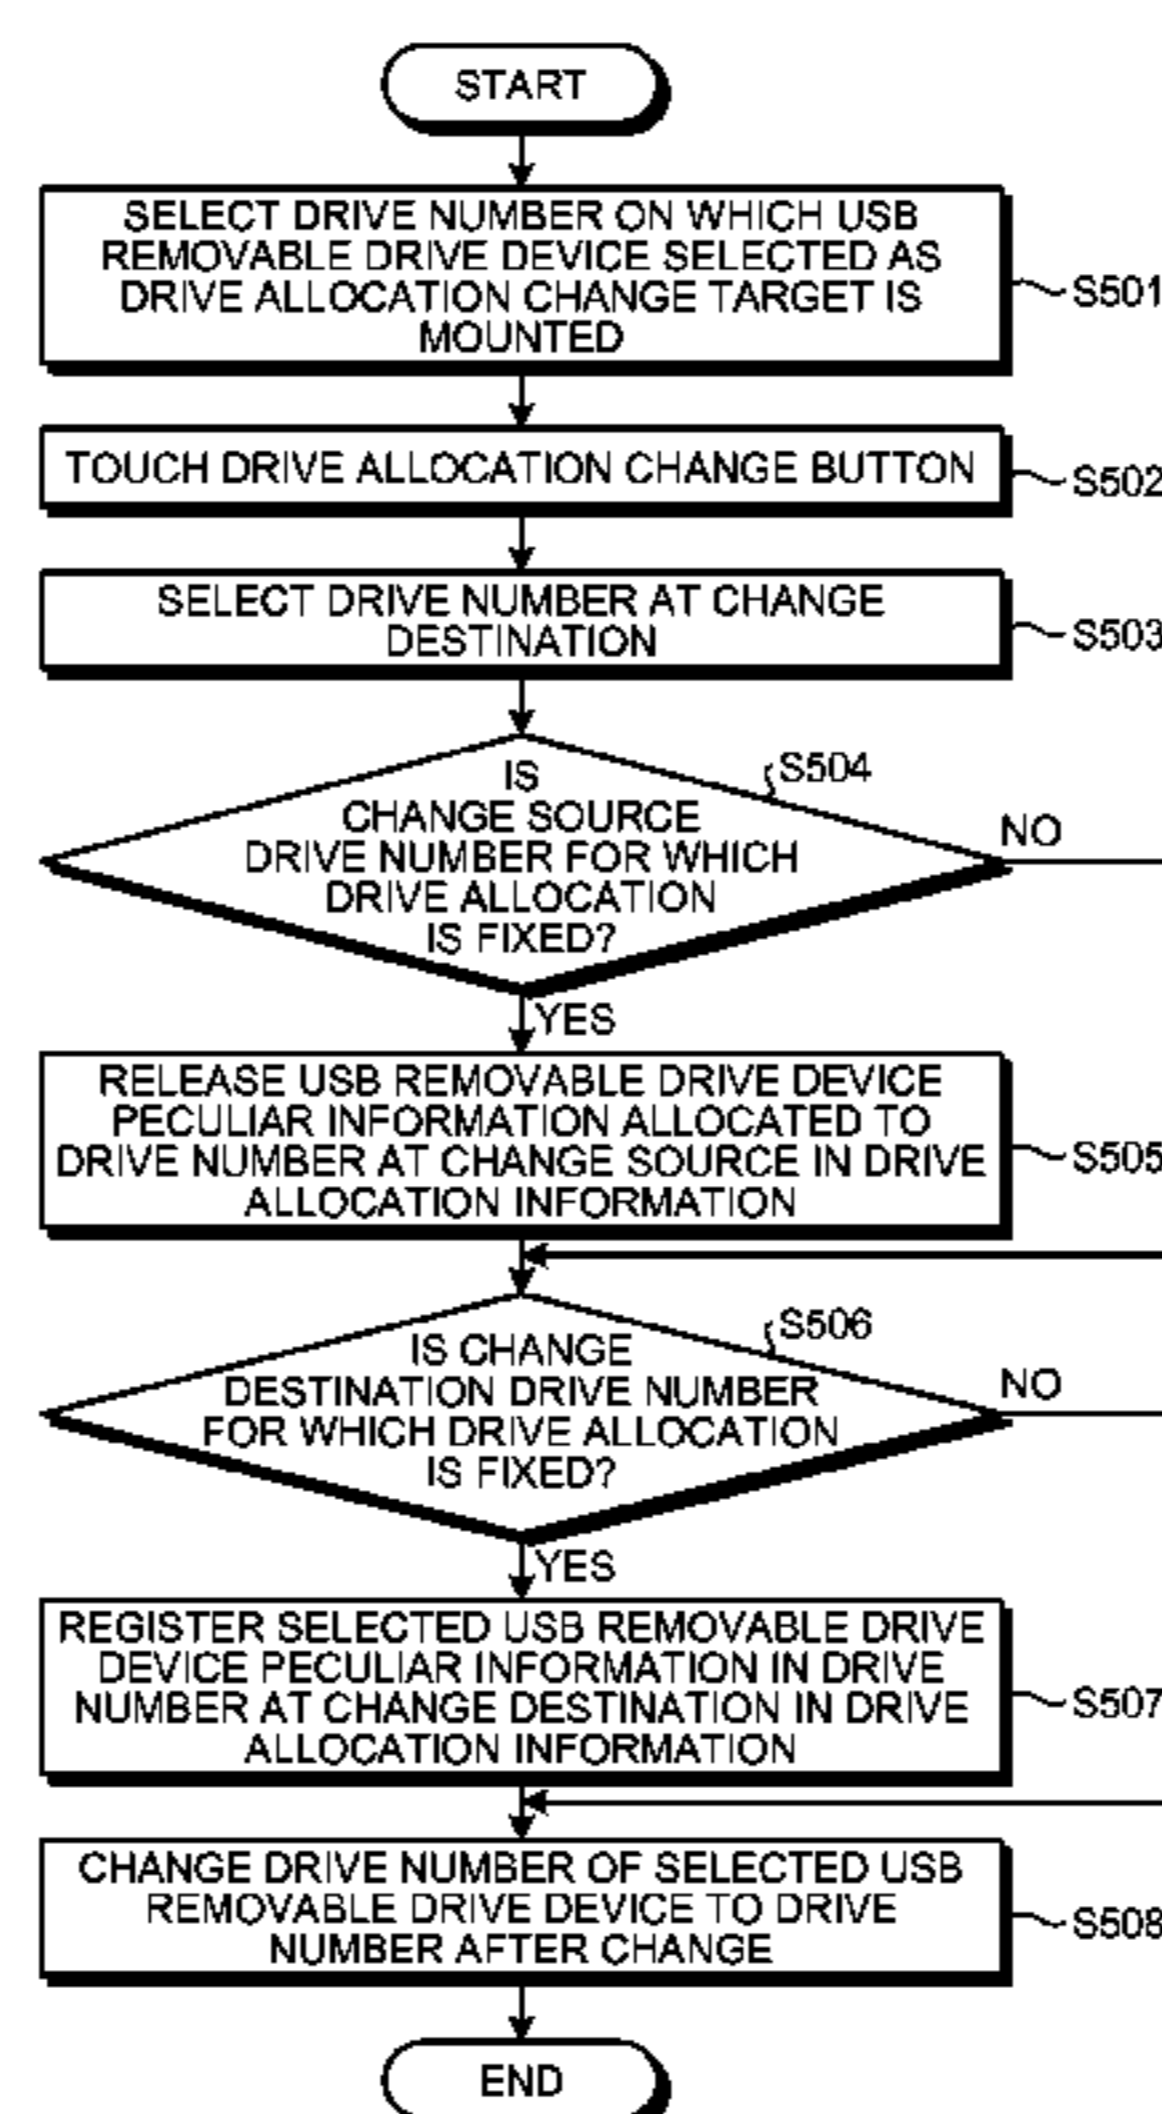 START
SELECT DRIVE NUMBER ON WHICH USB
REMOVABLE DRIVE DEVICE SELECTED AS
DRIVE ALLOCATION CHANGE TARGET IS
MOUNTED
S501
TOUCH DRIVE ALLOCATION CHANGE BUTTON
S502
SELECT DRIVE NUMBER AT CHANGE
DESTINATION
S503
S504
IS
CHANGE SOURCE
DRIVE NUMBER FOR WHICH
DRIVE ALLOCATION
IS FIXED?
NO
YES
RELEASE USB REMOVABLE DRIVE DEVICE
PECULIAR INFORMATION ALLOCATED TO
DRIVE NUMBER AT CHANGE SOURCE IN DRIVE
ALLOCATION INFORMATION
S505
S506
IS CHANGE
DESTINATION DRIVE NUMBER
FOR WHICH DRIVE ALLOCATION
IS FIXED?
NO
YES
REGISTER SELECTED USB REMOVABLE DRIVE
DEVICE PECULIAR INFORMATION IN DRIVE
NUMBER AT CHANGE DESTINATION IN DRIVE
ALLOCATION INFORMATION
S507
CHANGE DRIVE NUMBER OF SELECTED USB
REMOVABLE DRIVE DEVICE TO DRIVE
NUMBER AFTER CHANGE
S508
END